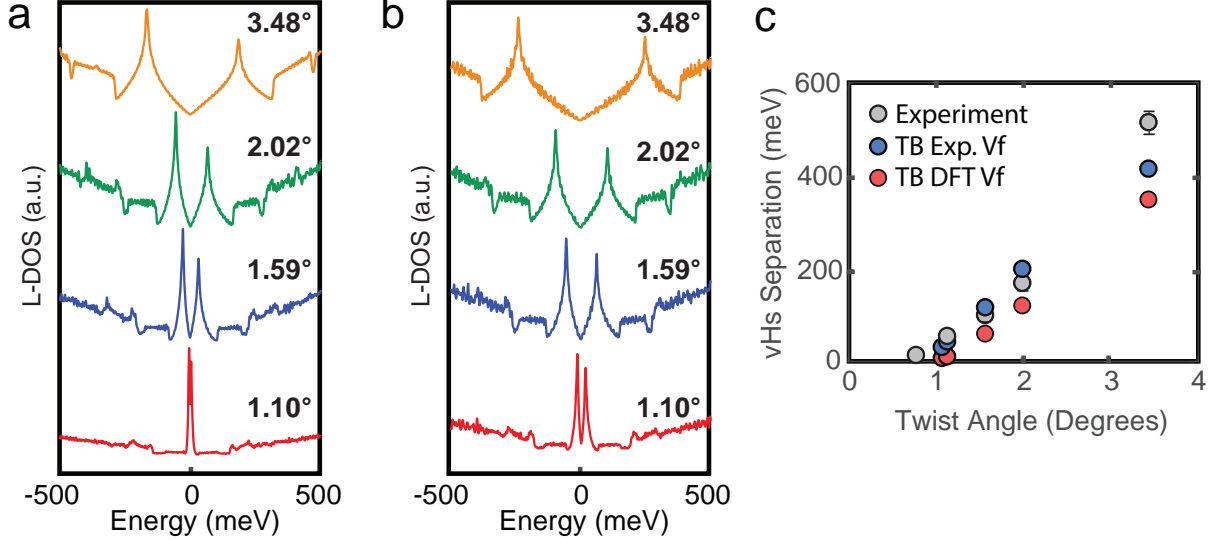 a
3.48°
2.02°
1.59°
1.10°
L-DOS (a.u.)
-500
0
500
Energy (meV)
b
3.48°
2.02°
1.59°
1.10°
L-DOS (a.u.)
-500
0
500
Energy (meV)
c
600
400
200
0
vHs Separation (meV)
Experiment
TB Exp. Vf
TB DFT Vf
0 1 2 3 4
Twist Angle (Degrees)